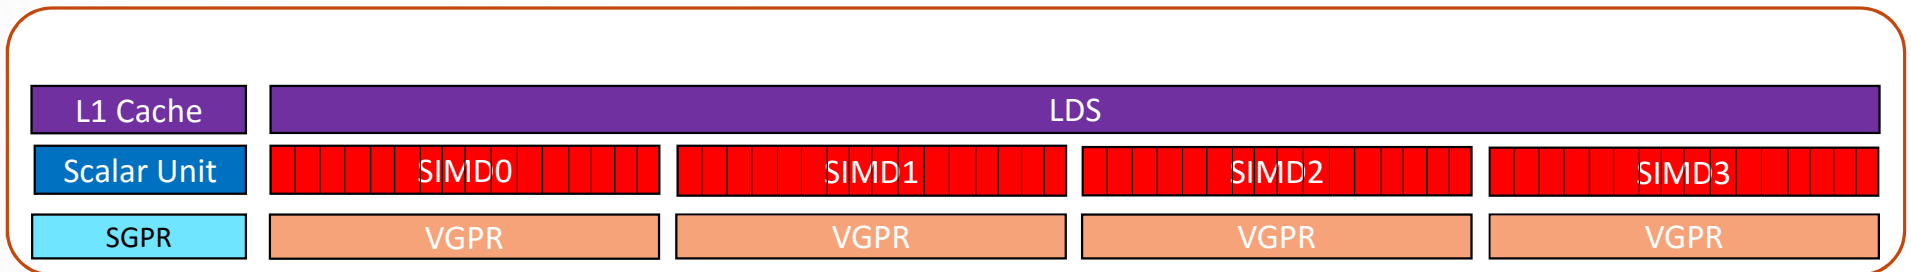 L1 Cache LDS
Scalar Unit SIMD0 SIMD1 SIMD2 SIMD3
SGPR VGPR VGPR VGPR VGPR